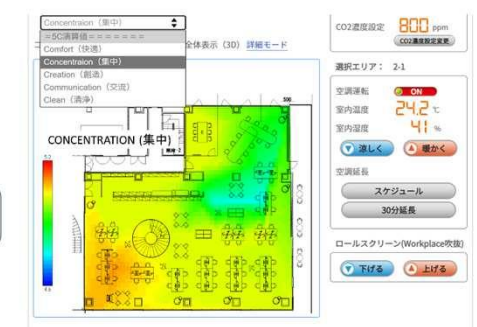 Concentraion (集中)
=5C演算値=======
Comfort (快適)
Concentraion (集中)
Creation (創造)
Communication (交流)
Clean (清浄)
全体表示 (3D) 詳細モード
CONCENTRATION (集中)
CO2濃度設定 800 ppm
CO2濃度設定変更
選択エリア： 2-1
空調運転 ON
室内温度 24.2 ℃
室内湿度 41 %
涼しく 暖かく
空調延長
スケジュール
30分延長
ロールスクリーン(Workplace吹抜)
下げる 上げる